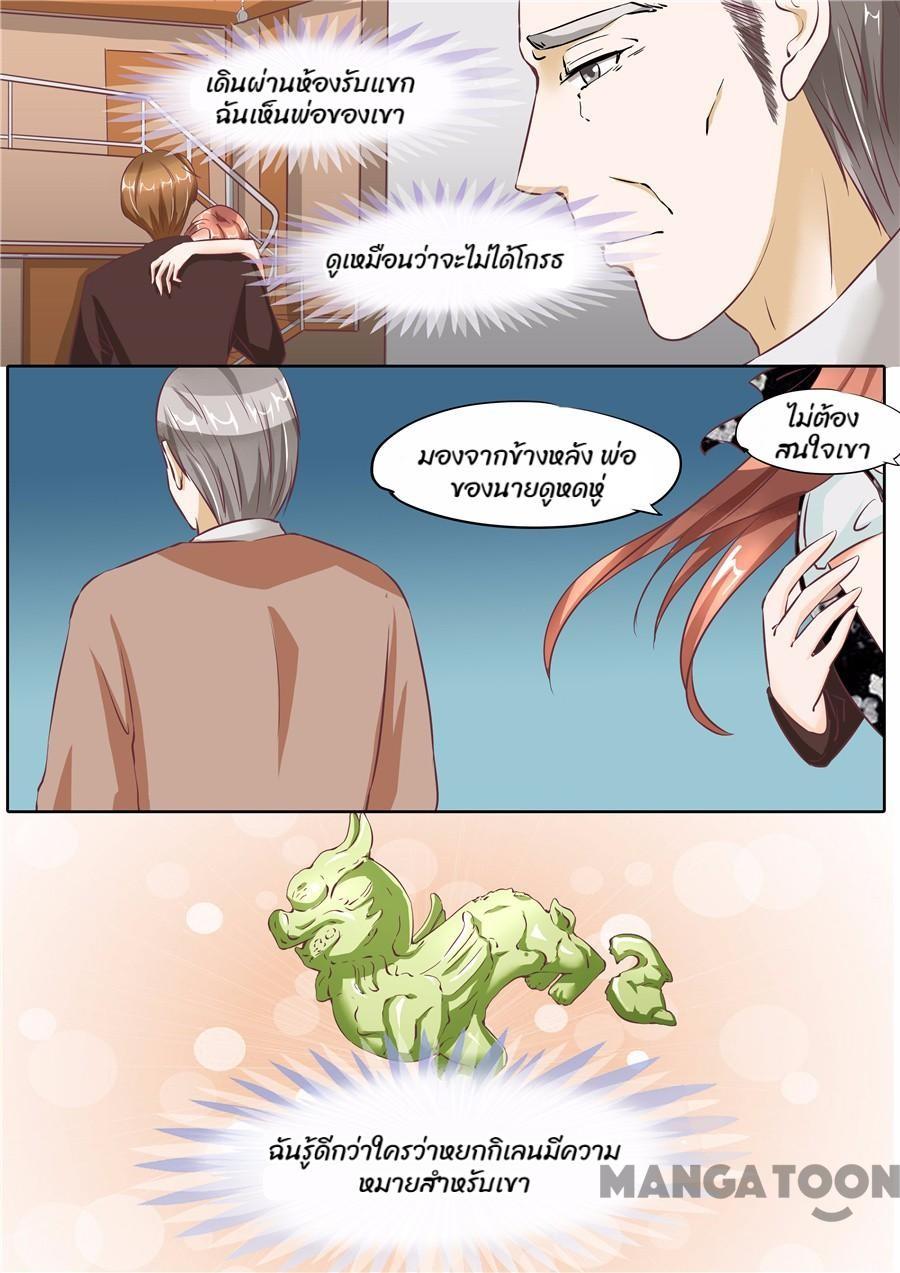 เดินผ่านห้องรับแขก
ฉันเห็นพ่อของเขา
ดูเหมือนว่าจะไม่ได้โกรธ
มองจากข้างหลัง พ่อ
ของนายดูหดหู่
ไม่ต้อง
สนใจเขา
ฉันรู้ดีกว่าใครว่าหยกกิเลนมีความ
หมายสำหรับเขา
MANGATOON